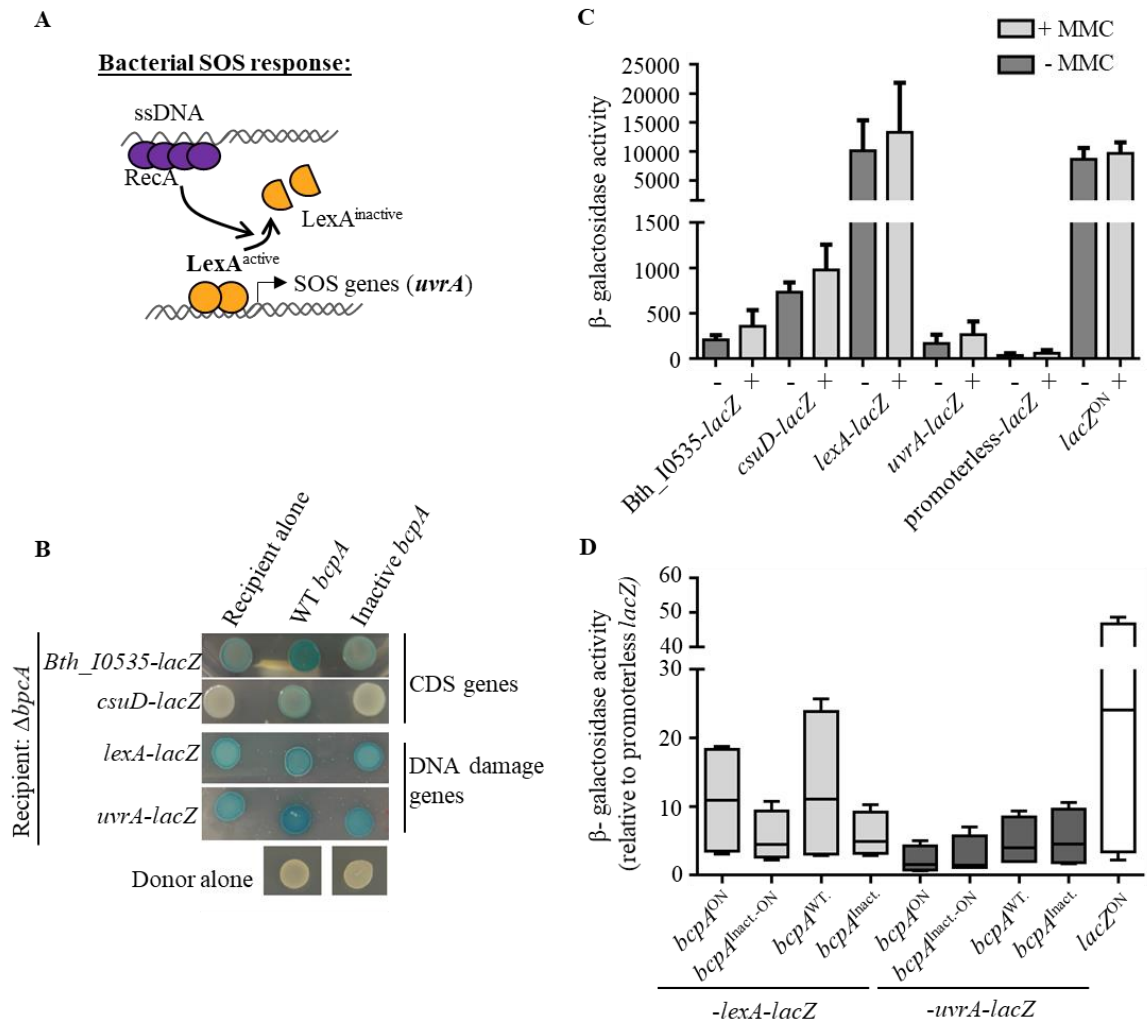 A
Bacterial SOS response:
ssDNA
RecA
LexA^inactive
LexA^active
SOS genes (uvrA)
B
Recipient alone
WT bcpA
Inactive bcpA
Recipient: ΔbpcA
Bth_I0535-lacZ
csuD-lacZ
CDS genes
lexA-lacZ
uvrA-lacZ
DNA damage
genes
Donor alone
C
+ MMC
- MMC
β- galactosidase activity
25000
20000
15000
10000
5000
1500
1000
500
0
- + - + - + - + - + - +
Bth_I0535-lacZ
csuD-lacZ
lexA-lacZ
uvrA-lacZ
promoterless-lacZ
lacZ^ON
D
β- galactosidase activity
(relative to promoterless lacZ)
60
50
40
30
20
10
0
bcpA^ON
bcpA^Inact.-ON
bcpA^WT.
bcpA^Inact.
bcpA^ON
bcpA^Inact.-ON
bcpA^WT.
bcpA^Inact.
lacZ^ON
-lexA-lacZ
-uvrA-lacZ